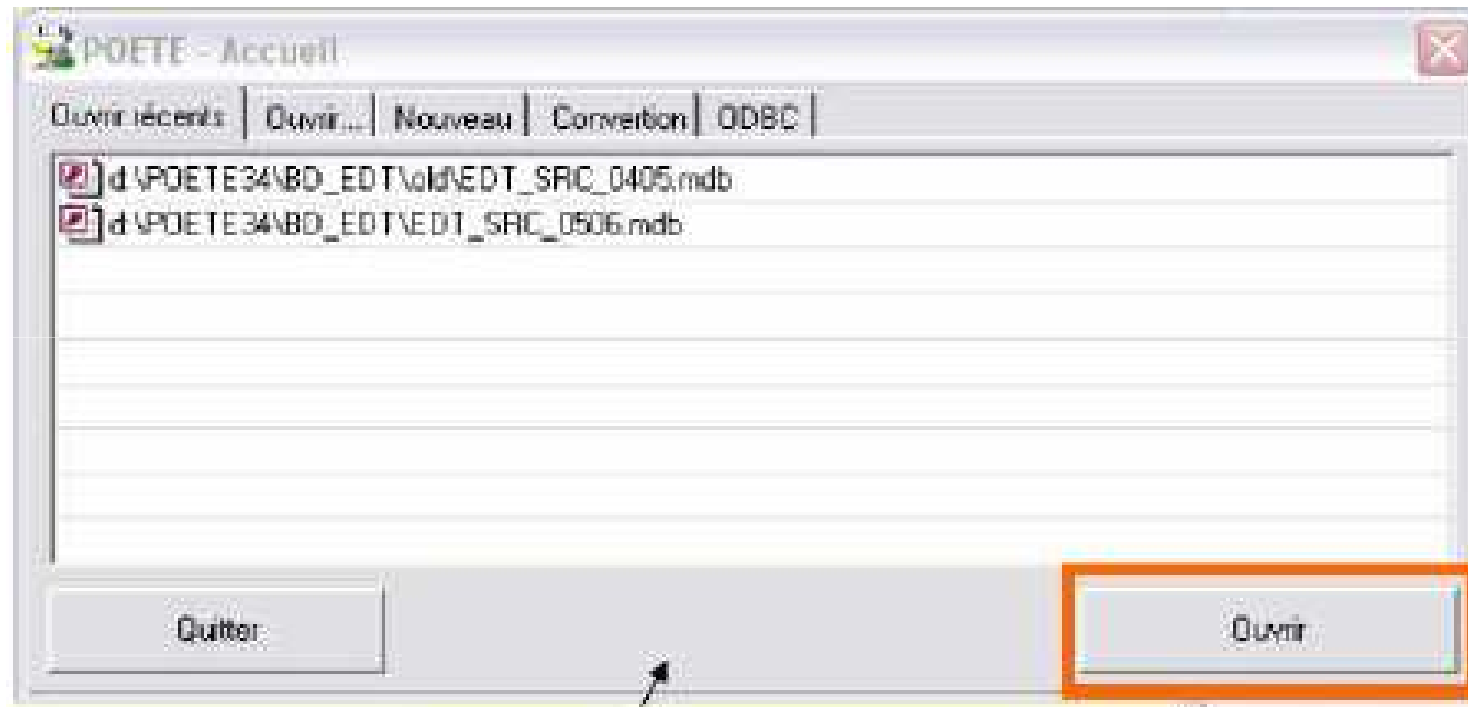 POETE - Accueil
Ouvrir récents Ouvrir... Nouveau Convertion ODBC
d:\POETE34\BD_EDT\old\EDT_SRC_0405.mdb
d:\POETE34\BD_EDT\EDT_SRC_0506.mdb
Quitter Ouvrir